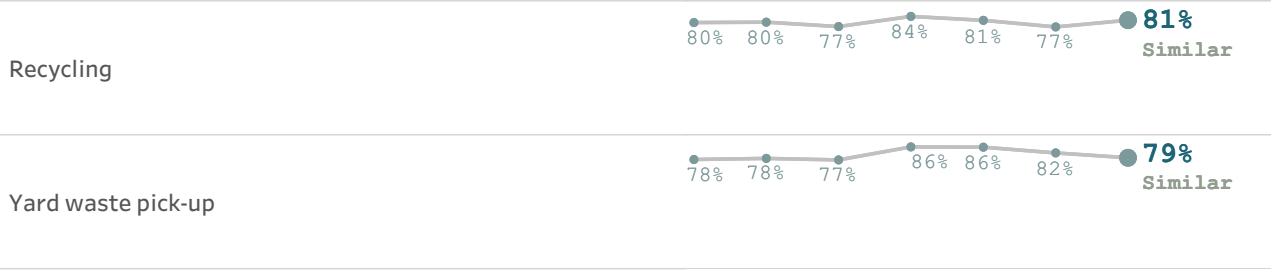 80% 80% 77% 84% 81% 77% 81%
Similar
Recycling
78% 78% 77% 86% 86% 82% 79%
Similar
Yard waste pick-up